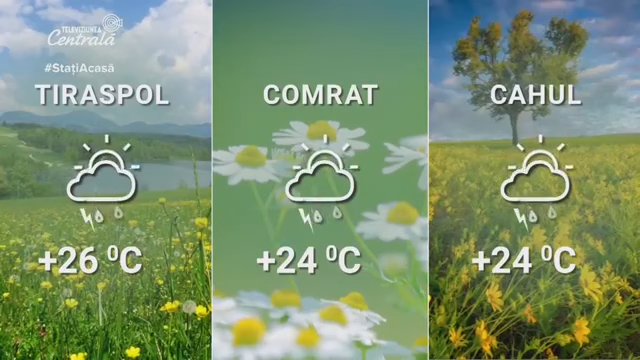 TELEVIZIUNEA
Centrală
#StațiAcasă
TIRASPOL
COMRAT
CAHUL
+26 ⁰C
+24 ⁰C
+24 ⁰C